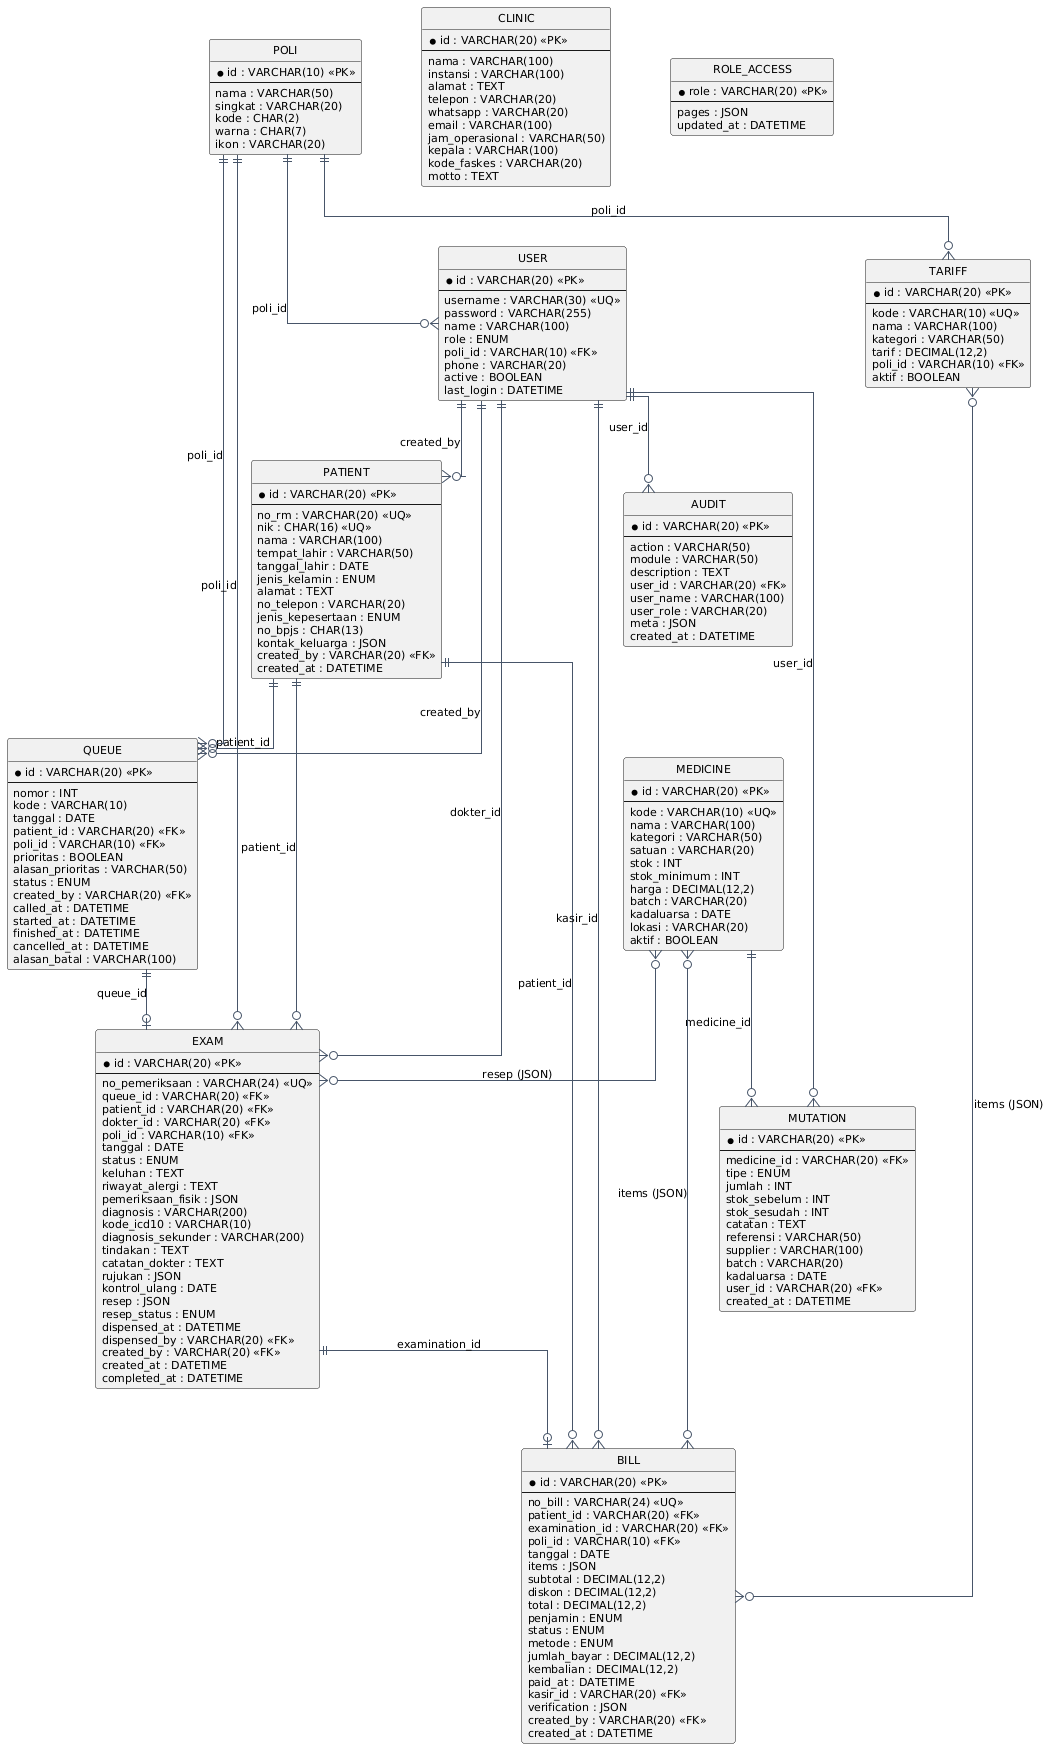 CLINIC
id : VARCHAR(20) «PK»
nama : VARCHAR(100)
instansi : VARCHAR(100)
alamat : TEXT
telepon : VARCHAR(20)
whatsapp : VARCHAR(20)
email : VARCHAR(100)
jam_operasional : VARCHAR(50)
kepala : VARCHAR(100)
kode_faskes : VARCHAR(20)
motto : TEXT
POLI
id : VARCHAR(10) «PK»
nama : VARCHAR(50)
singkat : VARCHAR(20)
kode : CHAR(2)
warna : CHAR(7)
ikon : VARCHAR(20)
ROLE_ACCESS
role : VARCHAR(20) «PK»
pages : JSON
updated_at : DATETIME
poli_id
USER
id : VARCHAR(20) «PK»
username : VARCHAR(30) «UQ»
password : VARCHAR(255)
name : VARCHAR(100)
role : ENUM
poli_id : VARCHAR(10) «FK»
phone : VARCHAR(20)
active : BOOLEAN
last_login : DATETIME
TARIFF
id : VARCHAR(20) «PK»
kode : VARCHAR(10) «UQ»
nama : VARCHAR(100)
kategori : VARCHAR(50)
tarif : DECIMAL(12,2)
poli_id : VARCHAR(10) «FK»
aktif : BOOLEAN
poli_id
created_by
user_id
poli_id
PATIENT
id : VARCHAR(20) «PK»
no_rm : VARCHAR(20) «UQ»
nik : CHAR(16) «UQ»
nama : VARCHAR(100)
tempat_lahir : VARCHAR(50)
tanggal_lahir : DATE
jenis_kelamin : ENUM
alamat : TEXT
no_telepon : VARCHAR(20)
jenis_kepesertaan : ENUM
no_bpjs : CHAR(13)
kontak_keluarga : JSON
created_by : VARCHAR(20) «FK»
created_at : DATETIME
AUDIT
id : VARCHAR(20) «PK»
action : VARCHAR(50)
module : VARCHAR(50)
description : TEXT
user_id : VARCHAR(20) «FK»
user_name : VARCHAR(100)
user_role : VARCHAR(20)
meta : JSON
created_at : DATETIME
poli_id
user_id
created_by
patient_id
QUEUE
id : VARCHAR(20) «PK»
nomor : INT
kode : VARCHAR(10)
tanggal : DATE
patient_id : VARCHAR(20) «FK»
poli_id : VARCHAR(10) «FK»
prioritas : BOOLEAN
alasan_prioritas : VARCHAR(50)
status : ENUM
created_by : VARCHAR(20) «FK»
called_at : DATETIME
started_at : DATETIME
finished_at : DATETIME
cancelled_at : DATETIME
alasan_batal : VARCHAR(100)
MEDICINE
id : VARCHAR(20) «PK»
kode : VARCHAR(10) «UQ»
nama : VARCHAR(100)
kategori : VARCHAR(50)
satuan : VARCHAR(20)
stok : INT
stok_minimum : INT
harga : DECIMAL(12,2)
batch : VARCHAR(20)
kadaluarsa : DATE
lokasi : VARCHAR(20)
aktif : BOOLEAN
dokter_id
patient_id
kasir_id
patient_id
queue_id
medicine_id
resep (JSON)
items (JSON)
EXAM
id : VARCHAR(20) «PK»
no_pemeriksaan : VARCHAR(24) «UQ»
queue_id : VARCHAR(20) «FK»
patient_id : VARCHAR(20) «FK»
dokter_id : VARCHAR(20) «FK»
poli_id : VARCHAR(10) «FK»
tanggal : DATE
status : ENUM
keluhan : TEXT
riwayat_alergi : TEXT
pemeriksaan_fisik : JSON
diagnosis : VARCHAR(200)
kode_icd10 : VARCHAR(10)
diagnosis_sekunder : VARCHAR(200)
tindakan : TEXT
catatan_dokter : TEXT
rujukan : JSON
kontrol_ulang : DATE
resep : JSON
resep_status : ENUM
dispensed_at : DATETIME
dispensed_by : VARCHAR(20) «FK»
created_by : VARCHAR(20) «FK»
created_at : DATETIME
completed_at : DATETIME
MUTATION
id : VARCHAR(20) «PK»
medicine_id : VARCHAR(20) «FK»
tipe : ENUM
jumlah : INT
stok_sebelum : INT
stok_sesudah : INT
catatan : TEXT
referensi : VARCHAR(50)
supplier : VARCHAR(100)
batch : VARCHAR(20)
kadaluarsa : DATE
user_id : VARCHAR(20) «FK»
created_at : DATETIME
items (JSON)
examination_id
BILL
id : VARCHAR(20) «PK»
no_bill : VARCHAR(24) «UQ»
patient_id : VARCHAR(20) «FK»
examination_id : VARCHAR(20) «FK»
poli_id : VARCHAR(10) «FK»
tanggal : DATE
items : JSON
subtotal : DECIMAL(12,2)
diskon : DECIMAL(12,2)
total : DECIMAL(12,2)
penjamin : ENUM
status : ENUM
metode : ENUM
jumlah_bayar : DECIMAL(12,2)
kembalian : DECIMAL(12,2)
paid_at : DATETIME
kasir_id : VARCHAR(20) «FK»
verification : JSON
created_by : VARCHAR(20) «FK»
created_at : DATETIME